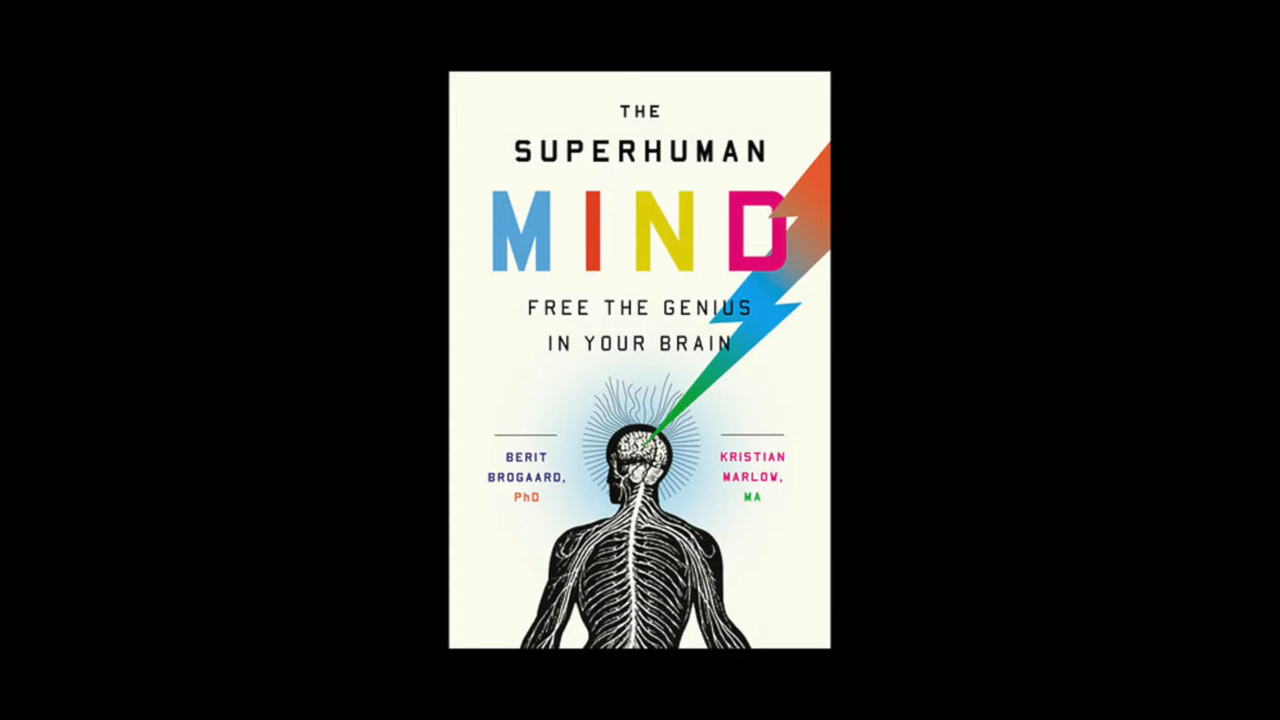 THE
SUPERHUMAN
MIND
FREE THE GENIUS
IN YOUR BRAIN
BERIT
BROGAARD,
PhD
KRISTIAN
MARLOW,
MA